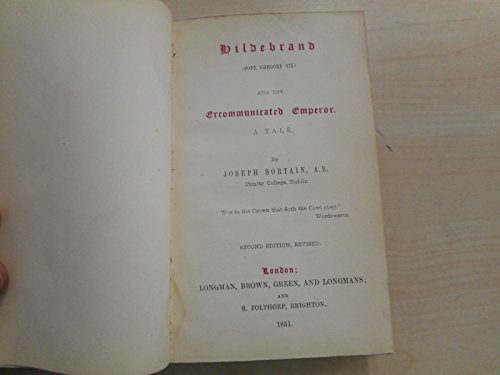 Hildebrand
(POPE GREGORY VII.)
AND THE
Excommunicated Emperor.
A TALE.
By
JOSEPH SORTAIN, A.B.
Trinity College, Dublin
"Woe to the Crown that doth the Cowl obey."
Wordsworth.
SECOND EDITION, REVISED.
London;
LONGMAN, BROWN, GREEN, AND LONGMANS;
AND
R. FOLTHORP, BRIGHTON.
1851.